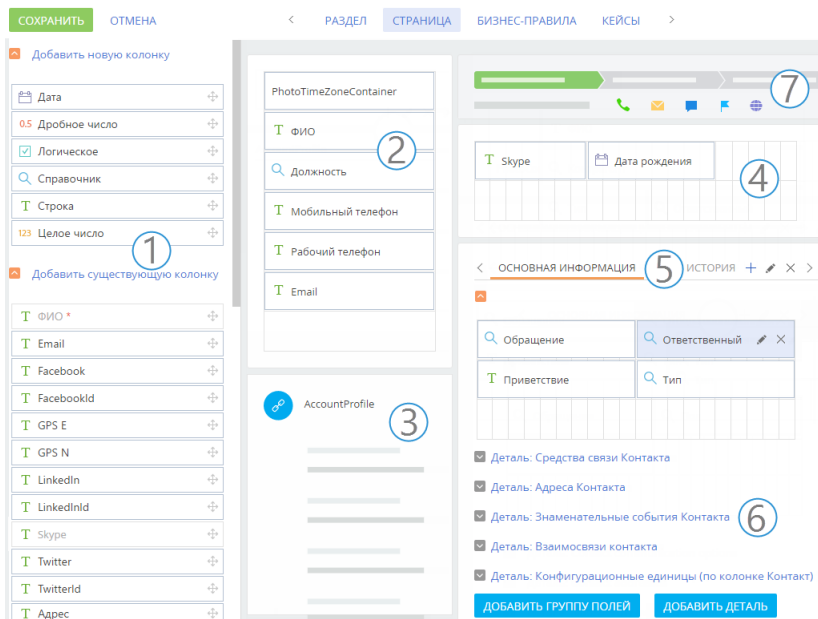 СОХРАНИТЬ
ОТМЕНА
РАЗДЕЛ
СТРАНИЦА
БИЗНЕС-ПРАВИЛА
КЕЙСЫ
Добавить новую колонку
Дата
0.5 Дробное число
Логическое
Справочник
T Строка
123 Целое число
1
Добавить существующую колонку
T ФИО *
T Email
T Facebook
T FacebookId
T GPS E
T GPS N
T LinkedIn
T LinkedInId
T Skype
T Twitter
T TwitterId
T Адрес
PhotoTimeZoneContainer
T ФИО
2
Должность
T Мобильный телефон
T Рабочий телефон
T Email
AccountProfile
3
7
T Skype
Дата рождения
4
ОСНОВНАЯ ИНФОРМАЦИЯ
5
ИСТОРИЯ
Обращение
Ответственный
T Приветствие
Тип
Деталь: Средства связи Контакта
Деталь: Адреса Контакта
Деталь: Знаменательные события Контакта
6
Деталь: Взаимосвязи контакта
Деталь: Конфигурационные единицы (по колонке Контакт)
ДОБАВИТЬ ГРУППУ ПОЛЕЙ
ДОБАВИТЬ ДЕТАЛЬ